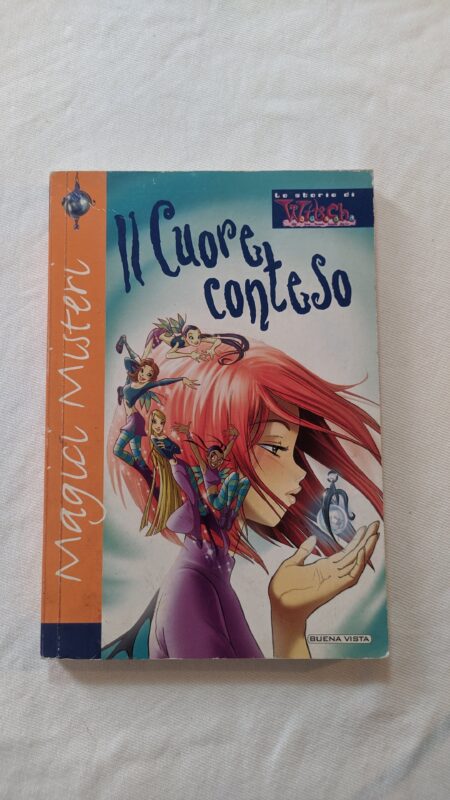 Le storie di
W.i.t.c.h.
Il Cuore
conteso
Magici Misteri
BUENA VISTA